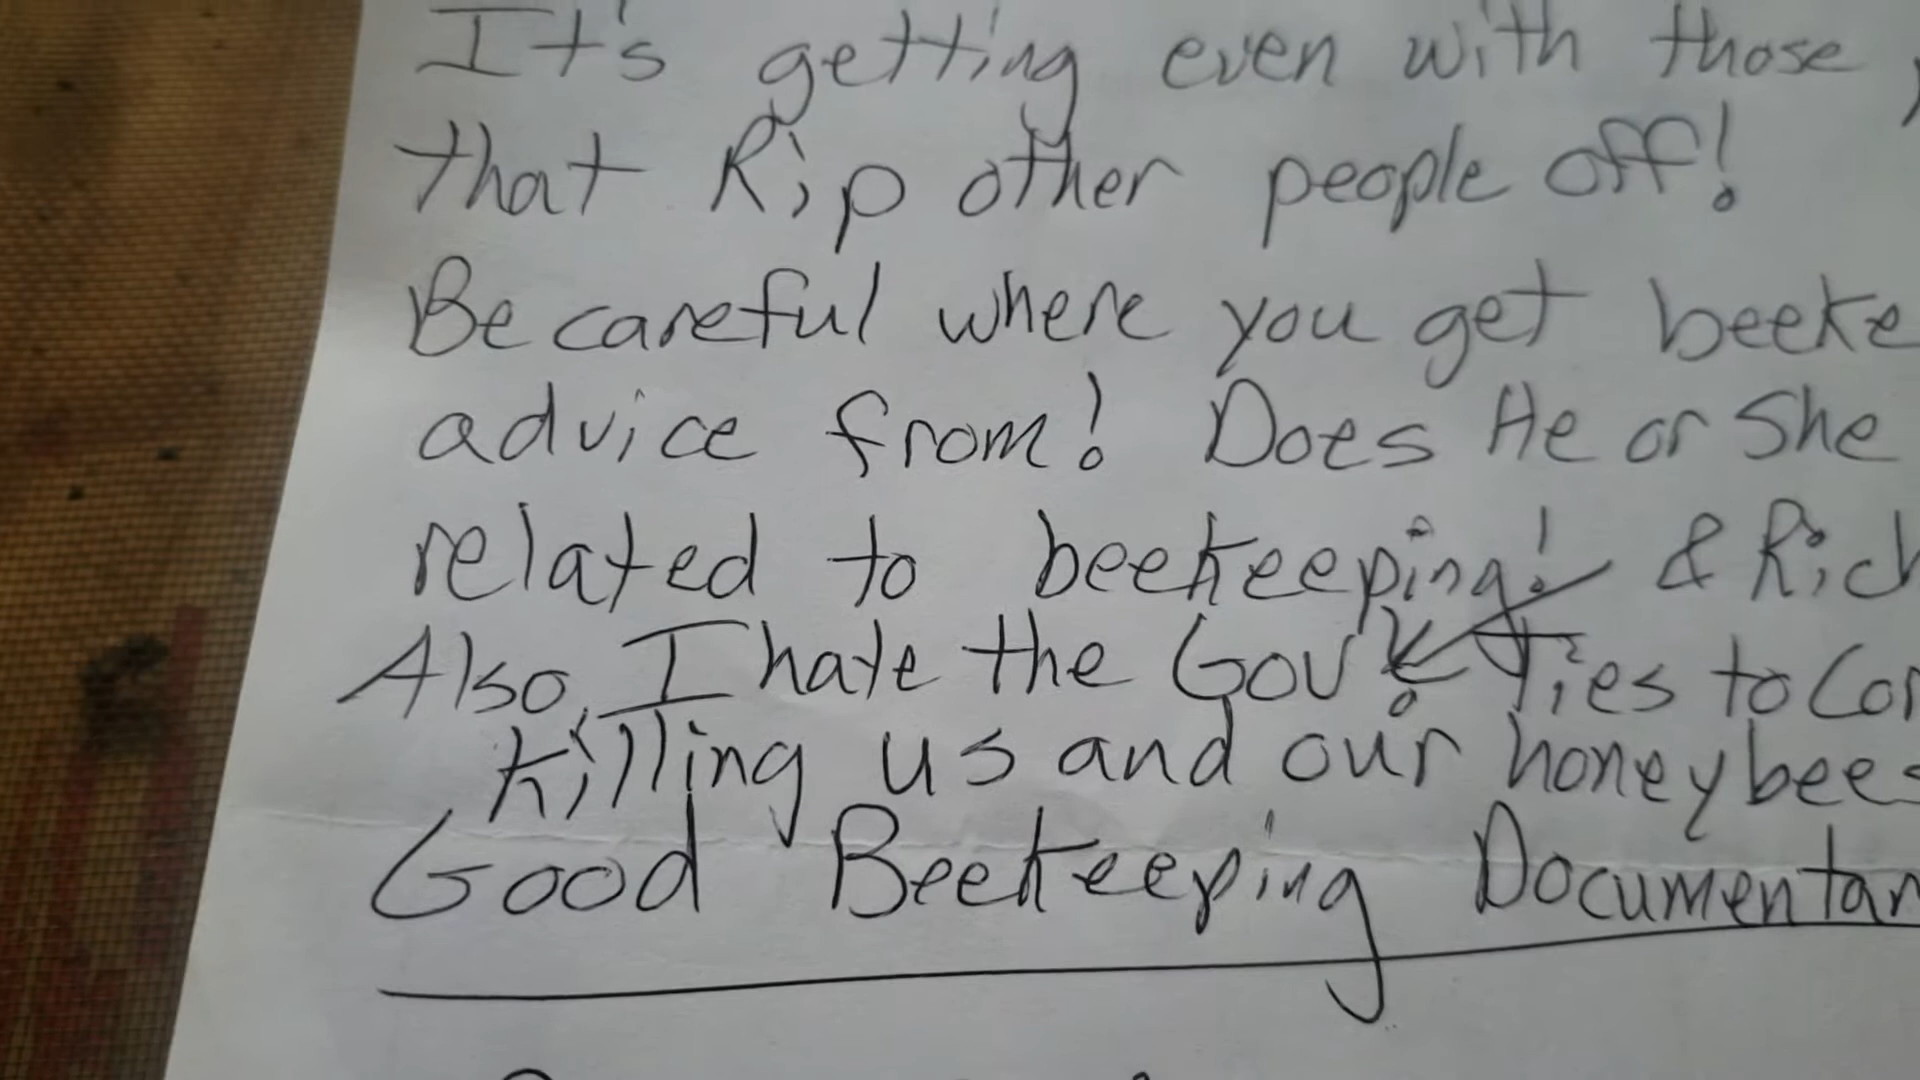 It's getting even with those
that Rip other people off!
Be careful where you get beeke
advice from! Does He or She
related to beekeeping! & Rich
Also, I hate the Gov! Ties to Cor
killing us and our honeybees
Good Beekeeping Documentar